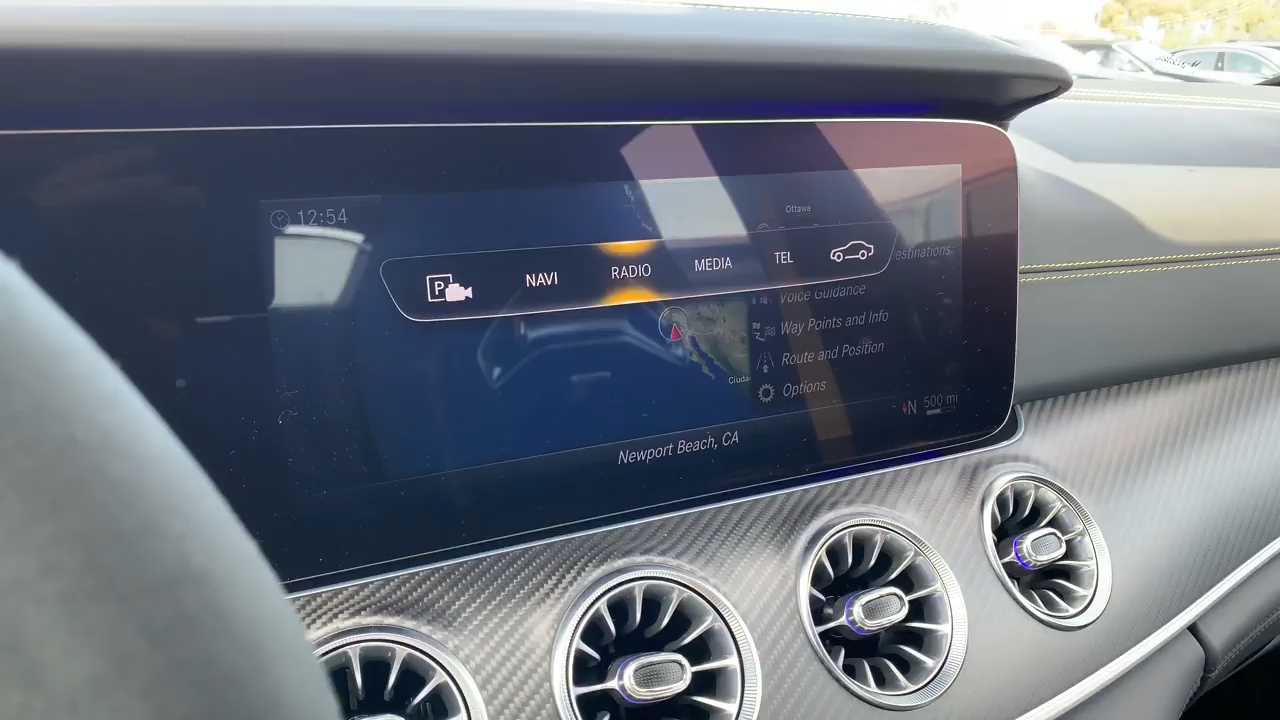 12:54
Ottawa
P NAVI RADIO MEDIA TEL
estinations
Voice Guidance
Way Points and Info
Route and Position
Ciuda
Options
N 500 mi
Newport Beach, CA